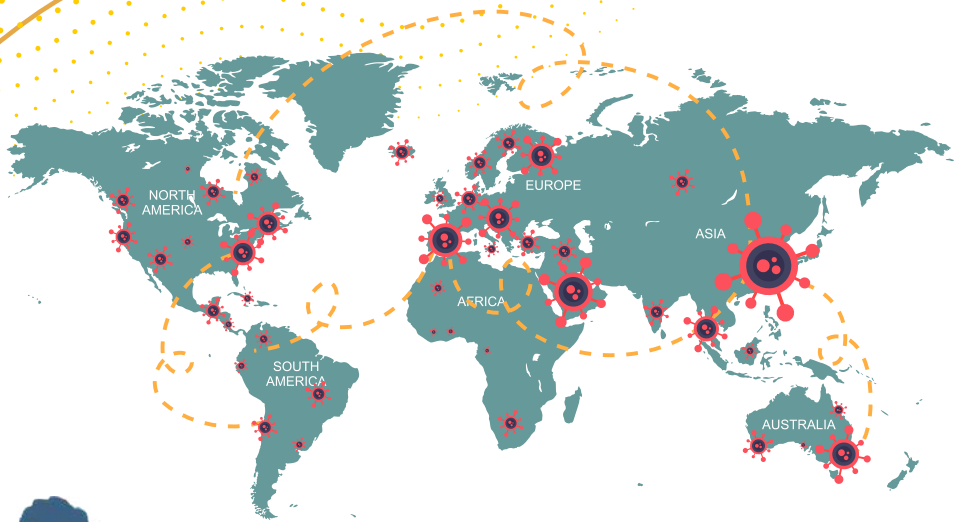 NORTH
AMERICA
EUROPE
ASIA
AFRICA
SOUTH
AMERICA
AUSTRALIA